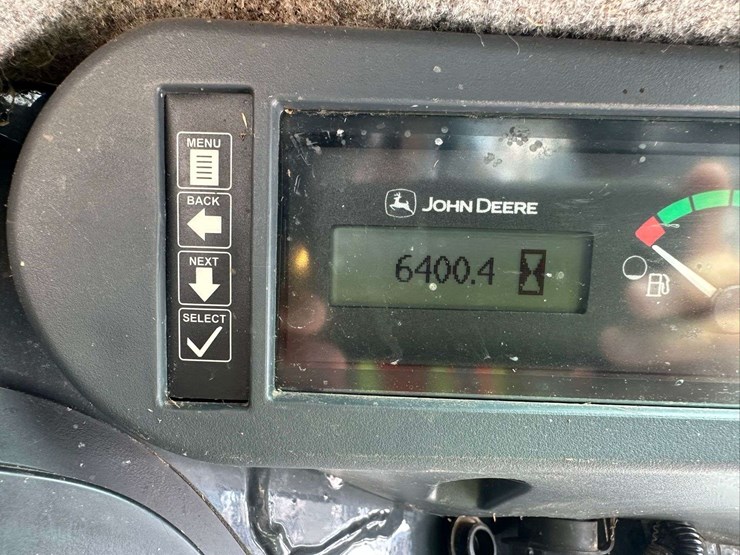 MENU
BACK
NEXT
SELECT
JOHN DEERE
6400.4